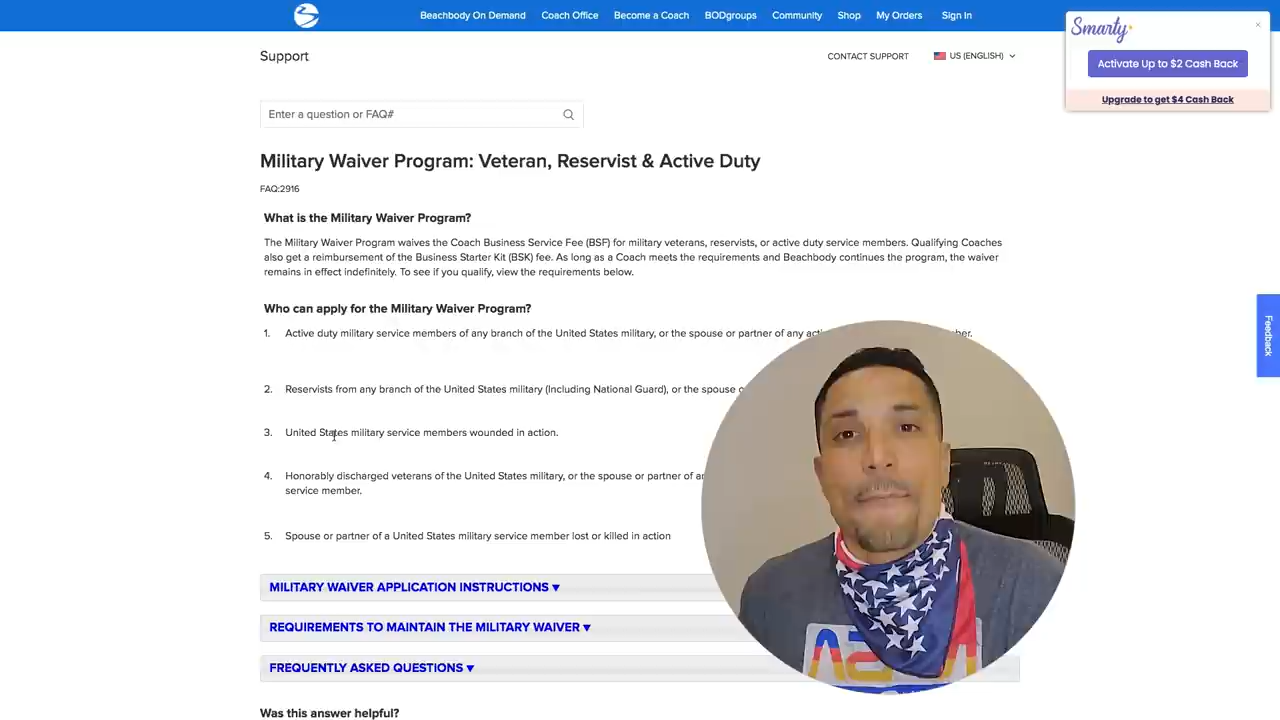 Beachbody On Demand Coach Office Become a Coach BODgroups Community Shop My Orders Sign In
Smarty
×
Activate Up to $2 Cash Back
Upgrade to get $4 Cash Back
Support
CONTACT SUPPORT US (ENGLISH)
Enter a question or FAQ#
Military Waiver Program: Veteran, Reservist & Active Duty
FAQ:2916
What is the Military Waiver Program?
The Military Waiver Program waives the Coach Business Service Fee (BSF) for military veterans, reservists, or active duty service members. Qualifying Coaches
also get a reimbursement of the Business Starter Kit (BSK) fee. As long as a Coach meets the requirements and Beachbody continues the program, the waiver
remains in effect indefinitely. To see if you qualify, view the requirements below.
Feedback
Who can apply for the Military Waiver Program?
1. Active duty military service members of any branch of the United States military, or the spouse or partner of any
2. Reservists from any branch of the United States military (Including National Guard), or the spouse
3. United States military service members wounded in action.
4. Honorably discharged veterans of the United States military, or the spouse or partner of
service member.
5. Spouse or partner of a United States military service member lost or killed in action
MILITARY WAIVER APPLICATION INSTRUCTIONS ▼
REQUIREMENTS TO MAINTAIN THE MILITARY WAIVER ▼
FREQUENTLY ASKED QUESTIONS ▼
Was this answer helpful?